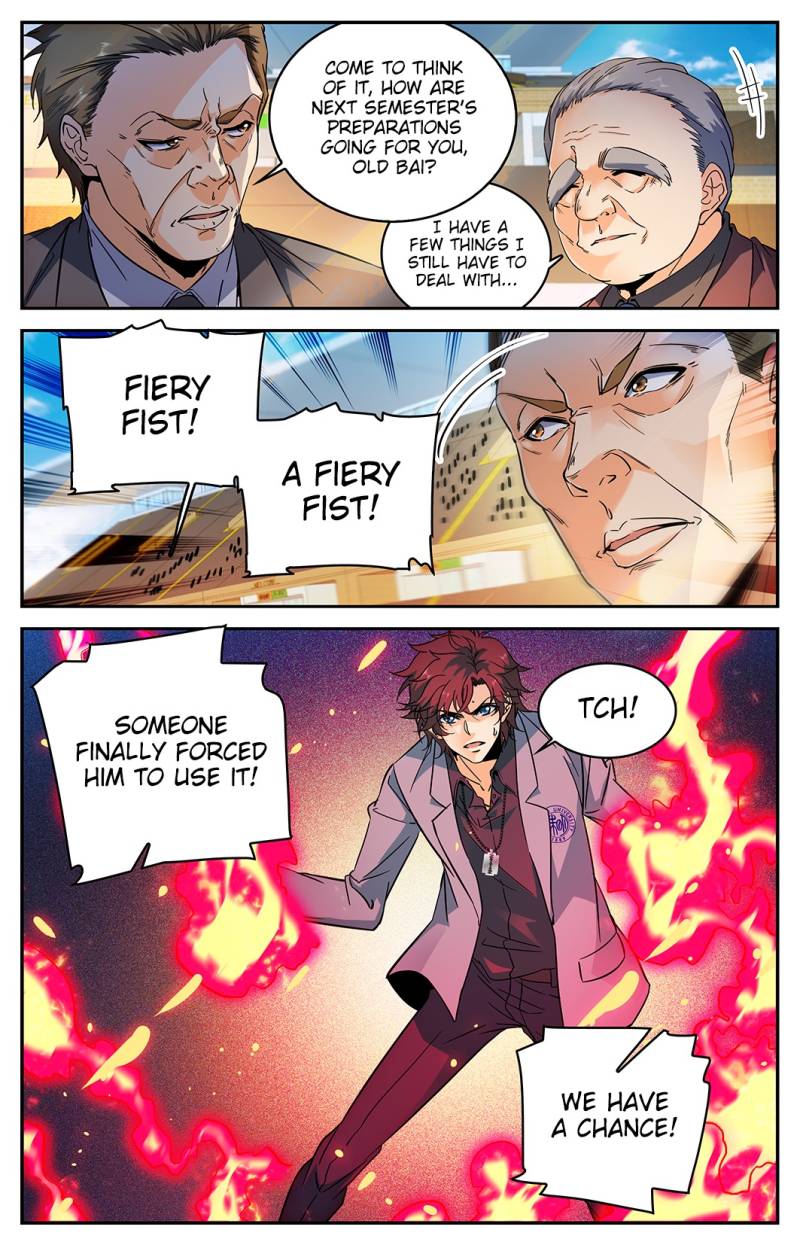 COME TO THINK
OF IT, HOW ARE
NEXT SEMESTER'S
PREPARATIONS
GOING FOR YOU,
OLD BAI?
I HAVE A
FEW THINGS I
STILL HAVE TO
DEAL WITH...
FIERY
FIST!
A FIERY
FIST!
SOMEONE
FINALLY FORCED
HIM TO USE IT!
TCH!
UNIVERSITY
WE HAVE
A CHANCE!